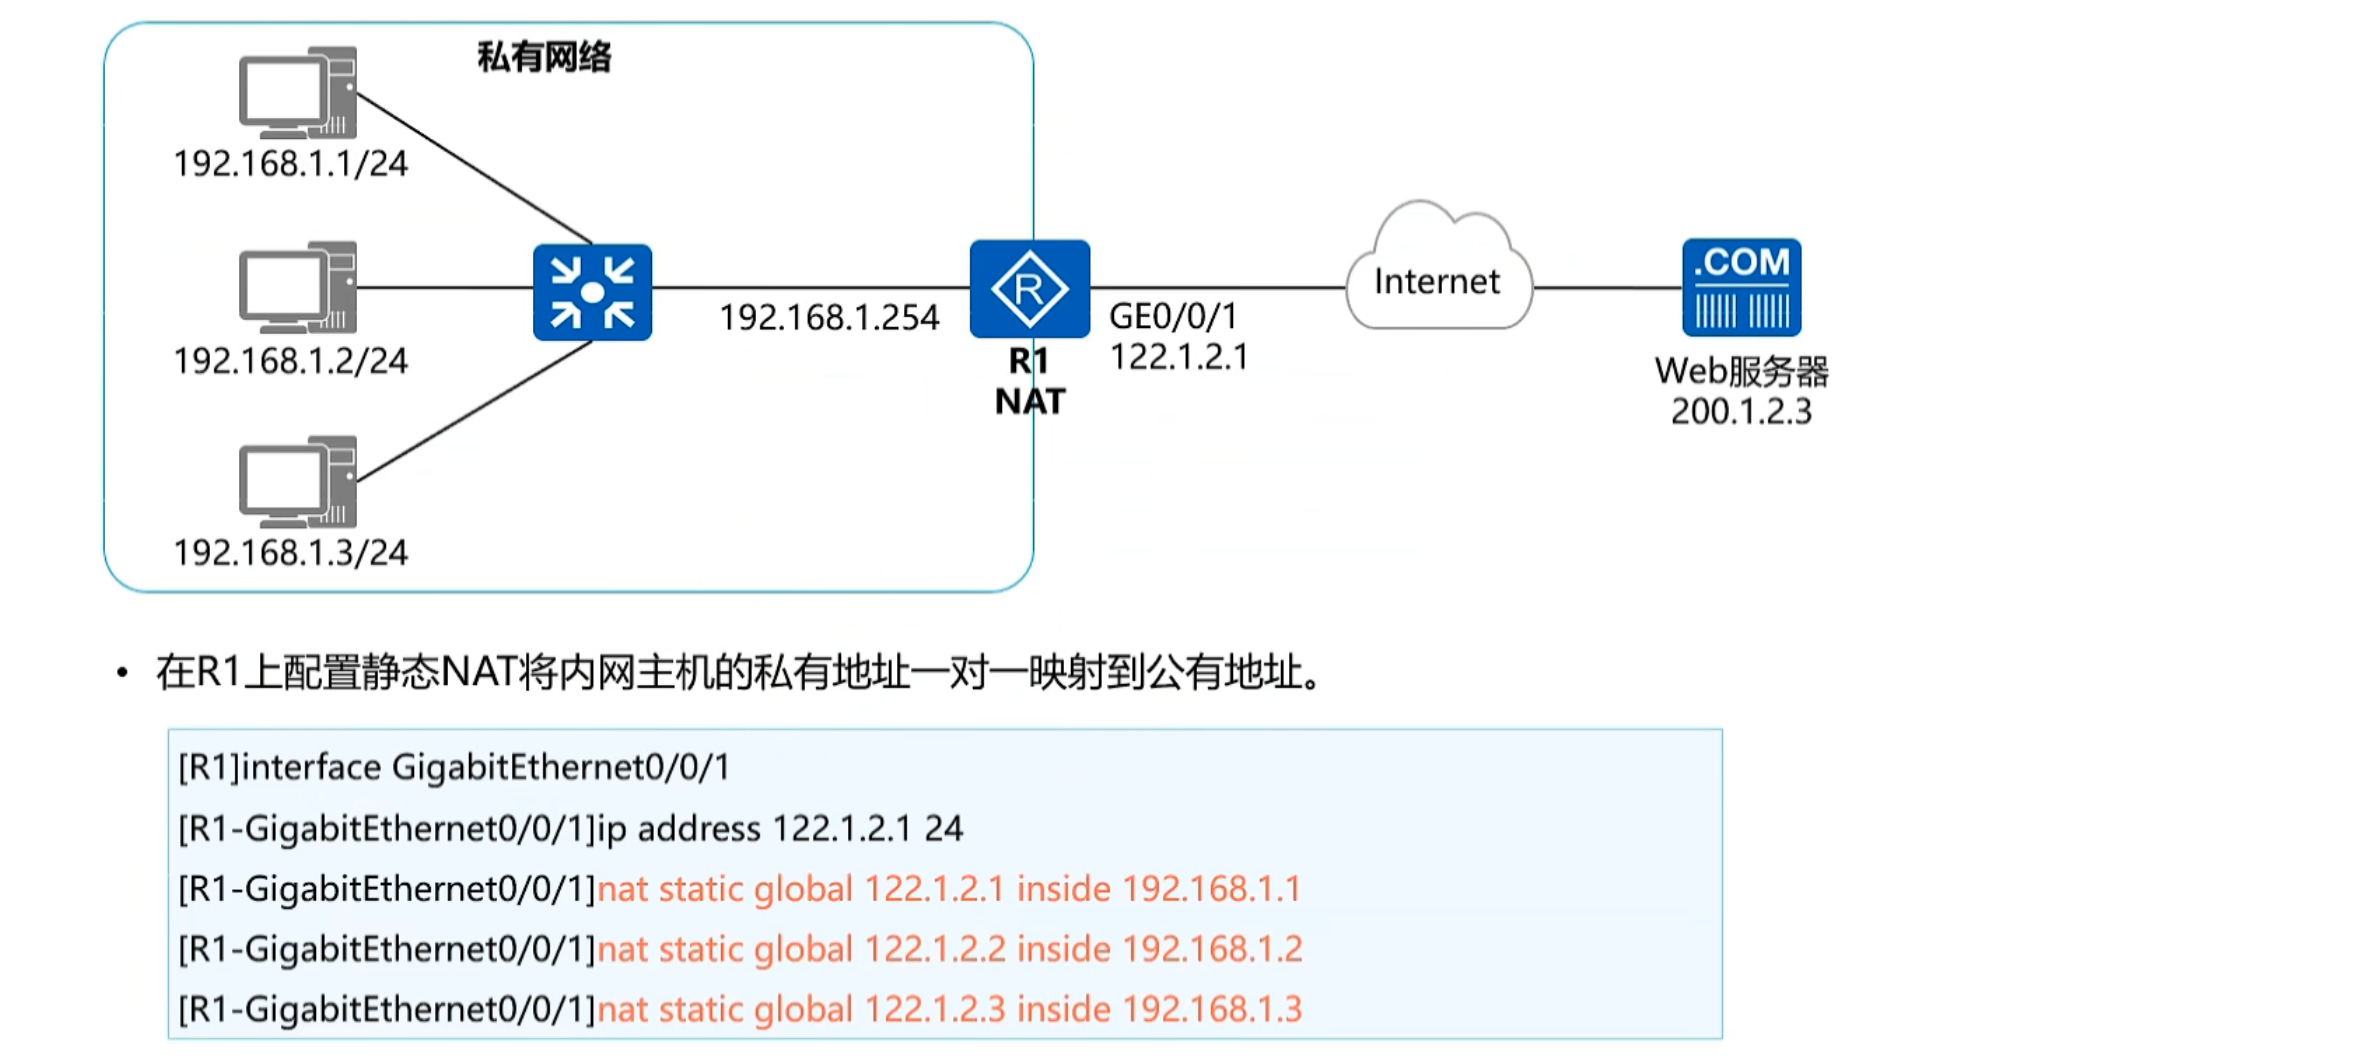 私有网络
192.168.1.1/24
192.168.1.2/24
192.168.1.3/24
192.168.1.254
R
R1
NAT
GE0/0/1
122.1.2.1
Internet
.COM
Web服务器
200.1.2.3
• 在R1上配置静态NAT将内网主机的私有地址一对一映射到公有地址。
[R1]interface GigabitEthernet0/0/1
[R1-GigabitEthernet0/0/1]ip address 122.1.2.1 24
[R1-GigabitEthernet0/0/1]nat static global 122.1.2.1 inside 192.168.1.1
[R1-GigabitEthernet0/0/1]nat static global 122.1.2.2 inside 192.168.1.2
[R1-GigabitEthernet0/0/1]nat static global 122.1.2.3 inside 192.168.1.3